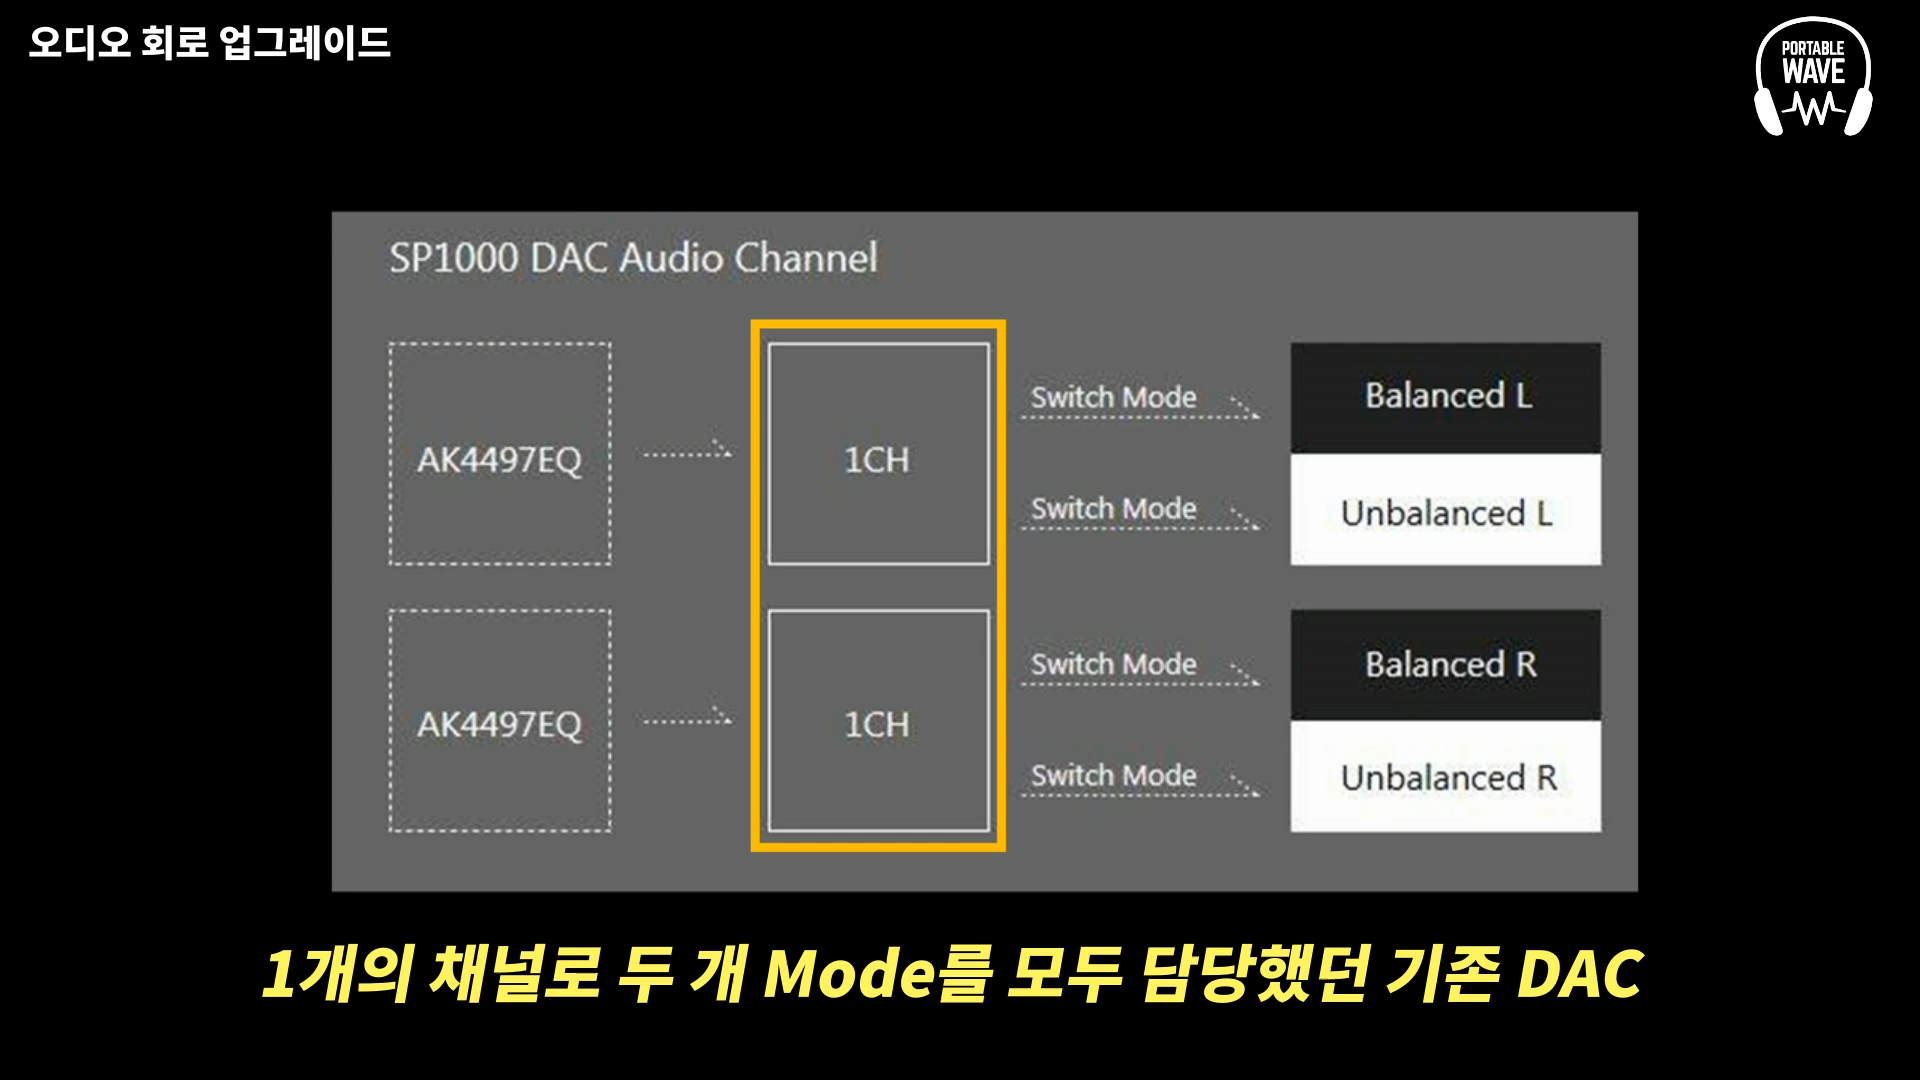 오디오 회로 업그레이드
PORTABLE
WAVE
SP1000 DAC Audio Channel
AK4497EQ
1CH
Switch Mode
Balanced L
Switch Mode
Unbalanced L
AK4497EQ
1CH
Switch Mode
Balanced R
Switch Mode
Unbalanced R
1개의 채널로 두 개 Mode를 모두 담당했던 기존 DAC